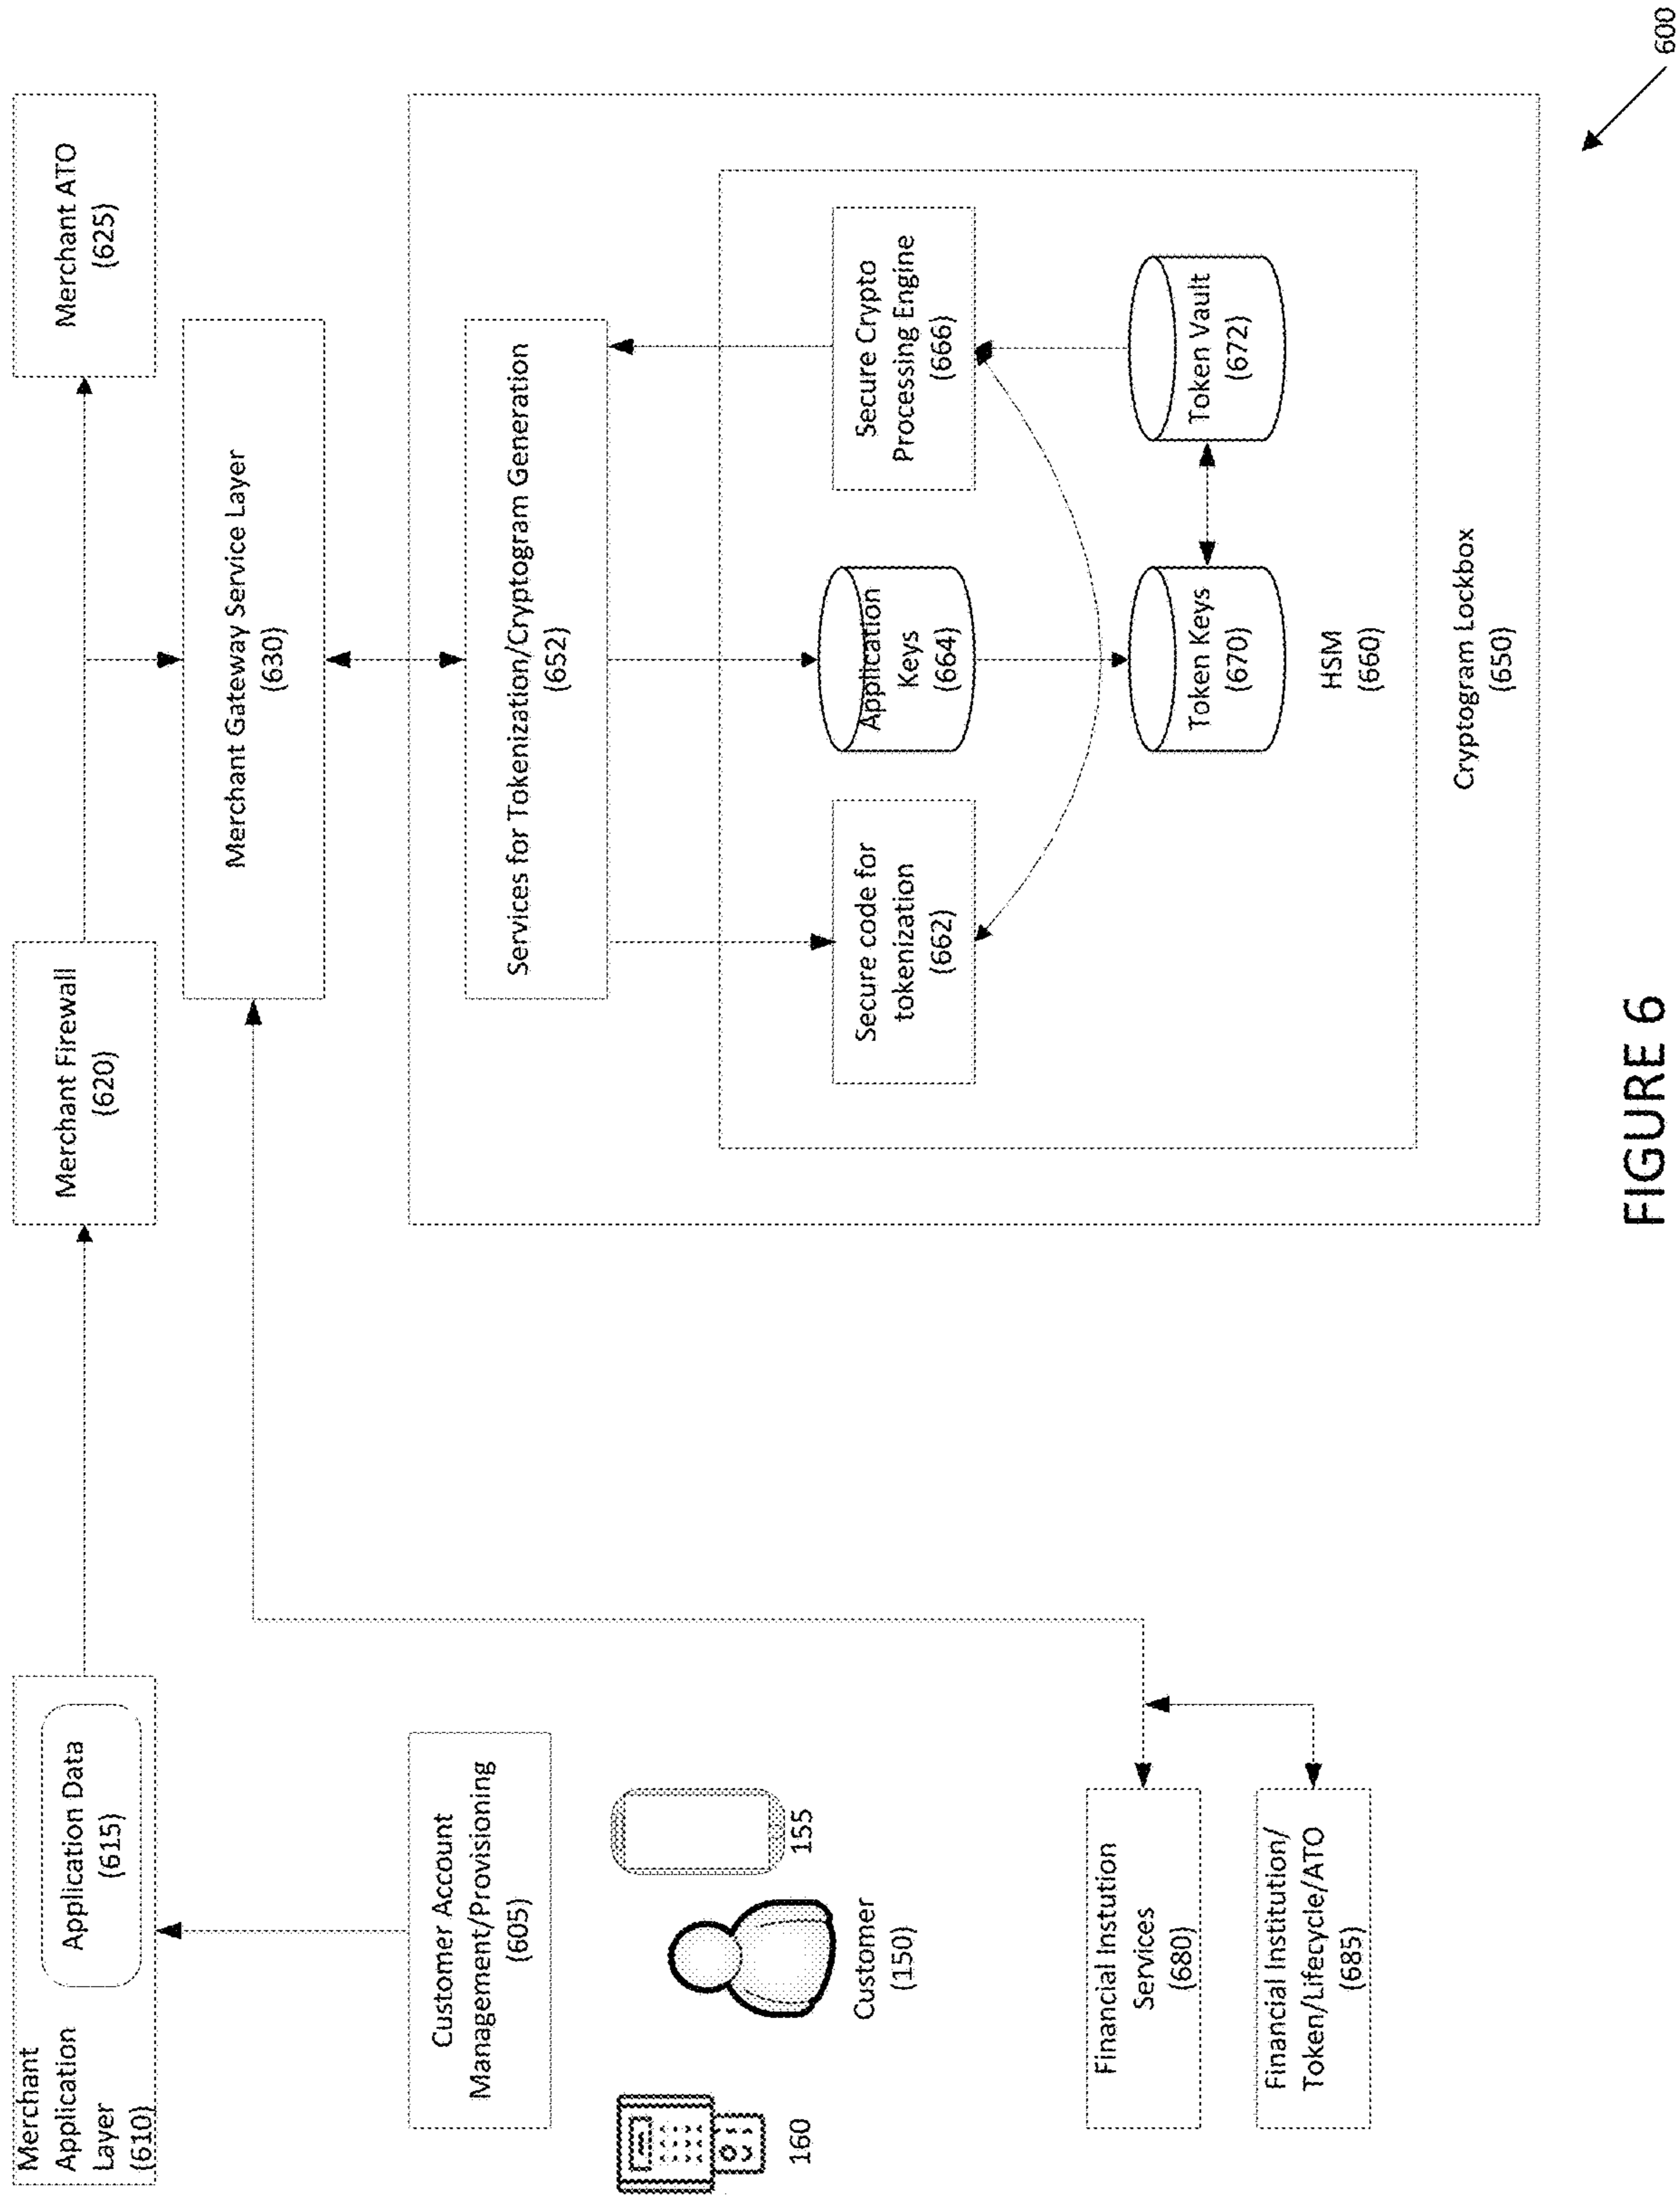 Merchant
Application
Layer
(610)
Application Data
(615)
Merchant Firewall
(620)
Merchant ATO
(625)
Merchant Gateway Service Layer
(630)
Customer Account
Management/Provisioning
(605)
Services for Tokenization/Cryptogram Generation
(652)
160
Customer
(150)
155
Secure code for
tokenization
(662)
Application
Keys
(664)
Secure Crypto
Processing Engine
(666)
Token Keys
(670)
Token Vault
(672)
HSM
(660)
Cryptogram Lockbox
(650)
Financial Instution
Services
(680)
Financial Institution/
Token/Lifecycle/ATO
(685)
600
FIGURE 6